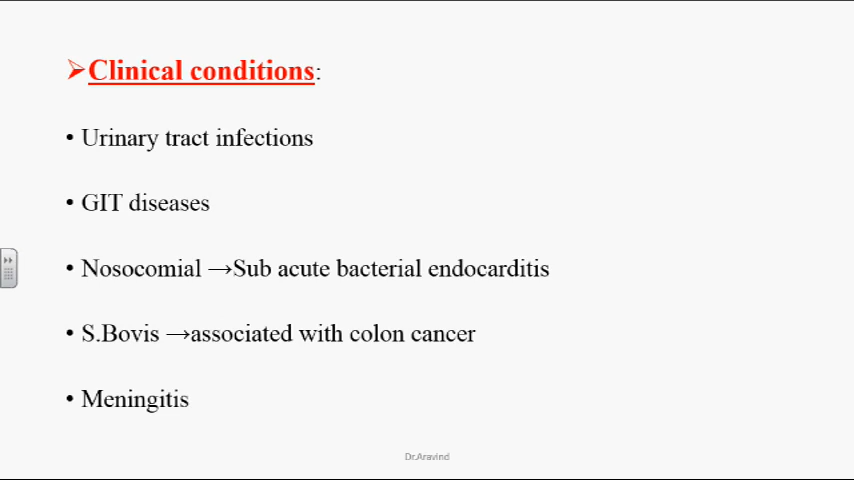 ➢Clinical conditions:
• Urinary tract infections
• GIT diseases
• Nosocomial →Sub acute bacterial endocarditis
• S.Bovis →associated with colon cancer
• Meningitis
Dr.Aravind